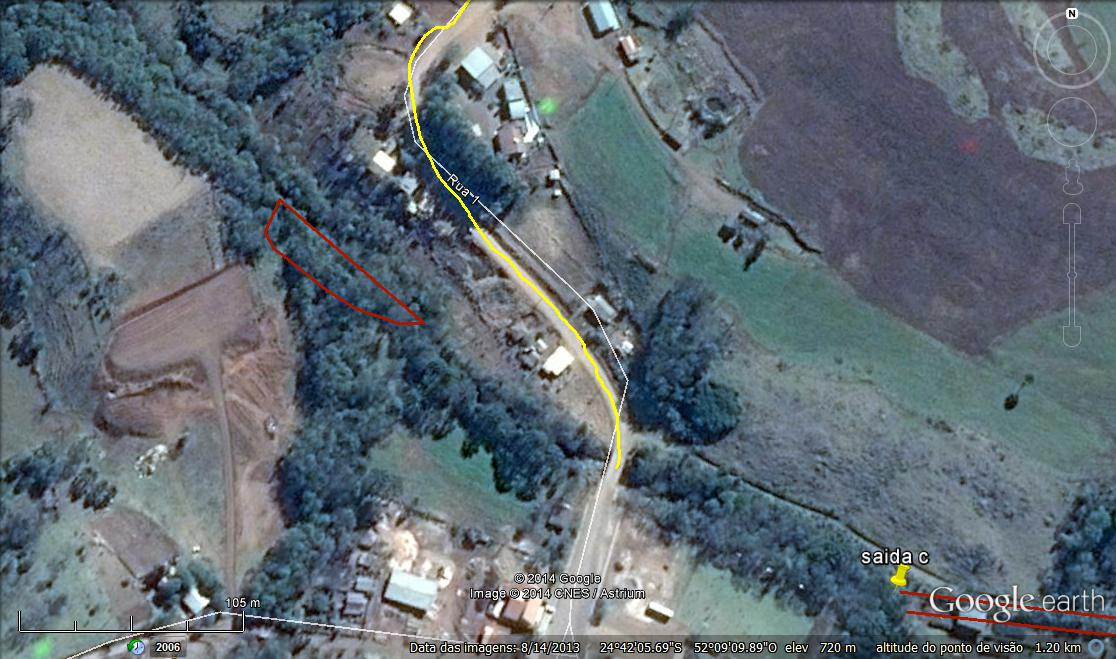 N
Rua 1
saida c
© 2014 Google
Image © 2014 CNES / Astrium
Google earth
105 m
2006
Data das imagens: 8/14/2013 24°42'05.69"S 52°09'09.89"O elev 720 m altitude do ponto de visão 1.20 km